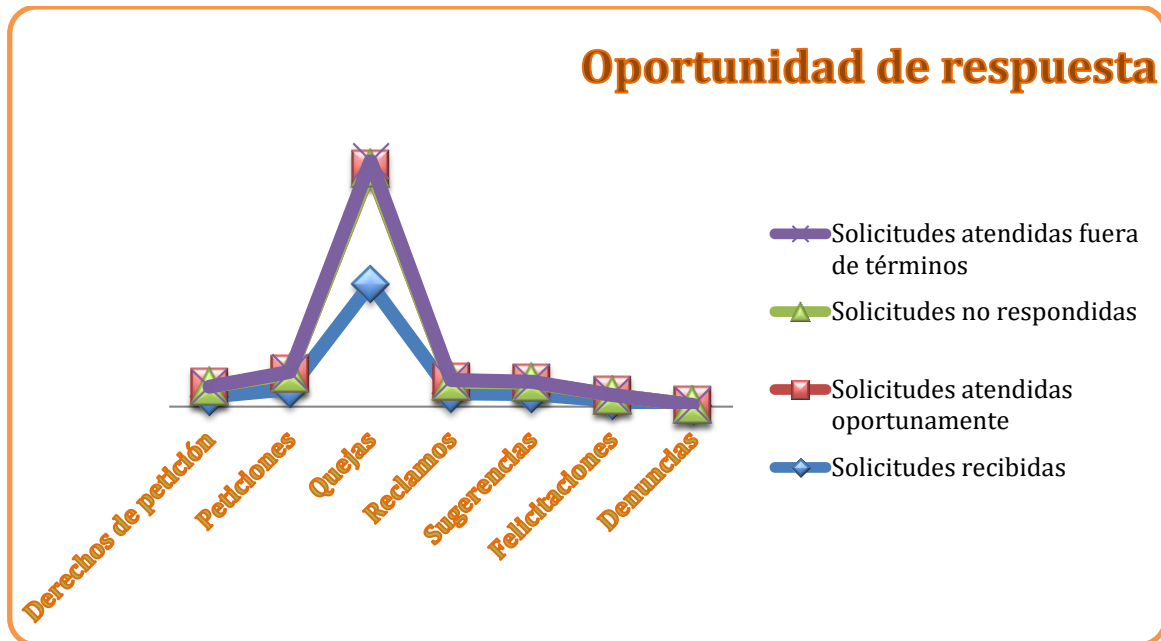 Oportunidad de respuesta
Solicitudes atendidas fuera
de términos
Solicitudes no respondidas
Solicitudes atendidas
oportunamente
Solicitudes recibidas
Derechos de petición
Peticiones
Quejas
Reclamos
Sugerencias
Felicitaciones
Denuncias